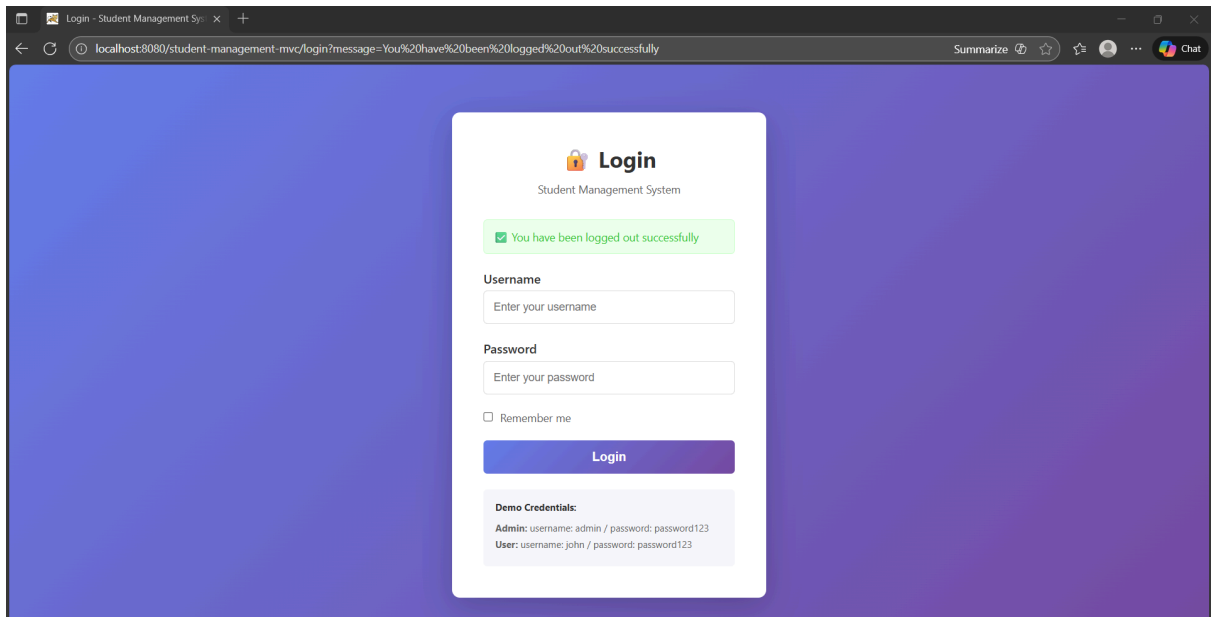 Login - Student Management Sys
localhost:8080/student-management-mvc/login?message=You%20have%20been%20logged%20out%20successfully
Summarize
Chat
Login
Student Management System
You have been logged out successfully
Username
Enter your username
Password
Enter your password
Remember me
Login
Demo Credentials:
Admin: username: admin / password: password123
User: username: john / password: password123